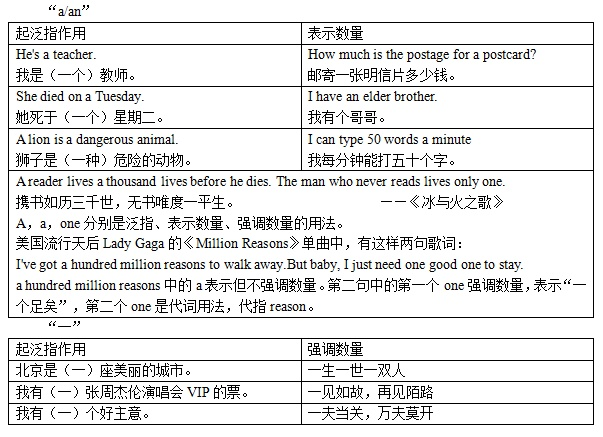 “a/an”
起泛指作用 表示数量
He's a teacher. How much is the postage for a postcard?
我是（一个）教师。 邮寄一张明信片多少钱。
She died on a Tuesday. I have an elder brother.
她死于（一个）星期二。 我有个哥哥。
A lion is a dangerous animal. I can type 50 words a minute
狮子是（一种）危险的动物。 我每分钟能打五十个字。
A reader lives a thousand lives before he dies. The man who never reads lives only one.
携书如历三千世，无书唯度一平生。 ——《冰与火之歌》
A，a，one 分别是泛指、表示数量、强调数量的用法。
美国流行天后 Lady Gaga 的《Million Reasons》单曲中，有这样两句歌词：
I've got a hundred million reasons to walk away.But baby, I just need one good one to stay.
a hundred million reasons 中的 a 表示但不强调数量。第二句中的第一个 one 强调数量，表示“一
个足矣”，第二个 one 是代词用法，代指 reason。
“一”
起泛指作用 强调数量
北京是（一）座美丽的城市。 一生一世一双人
我有（一）张周杰伦演唱会 VIP 的票。 一见如故，再见陌路
我有（一）个好主意。 一夫当关，万夫莫开